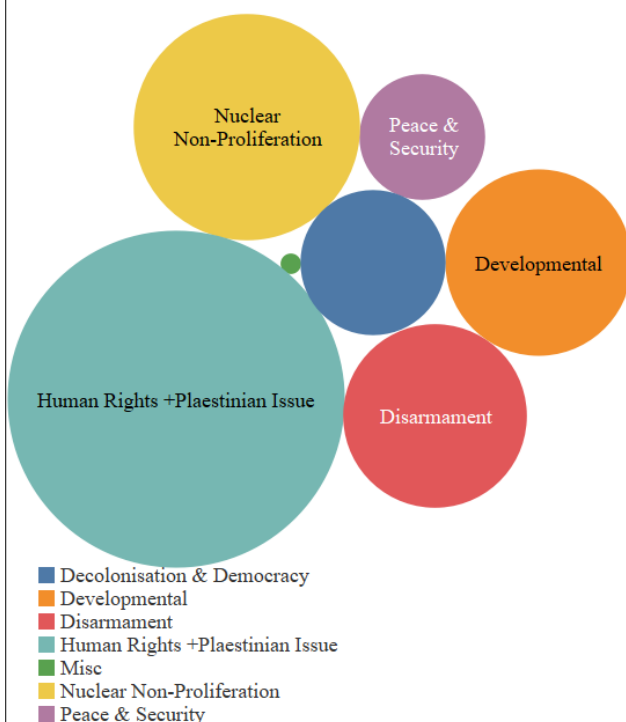 Nuclear
Non-Proliferation
Peace &
Security
Developmental
Human Rights +Plaestinian Issue
Disarmament
Decolonisation & Democracy
Developmental
Disarmament
Human Rights +Plaestinian Issue
Misc
Nuclear Non-Proliferation
Peace & Security